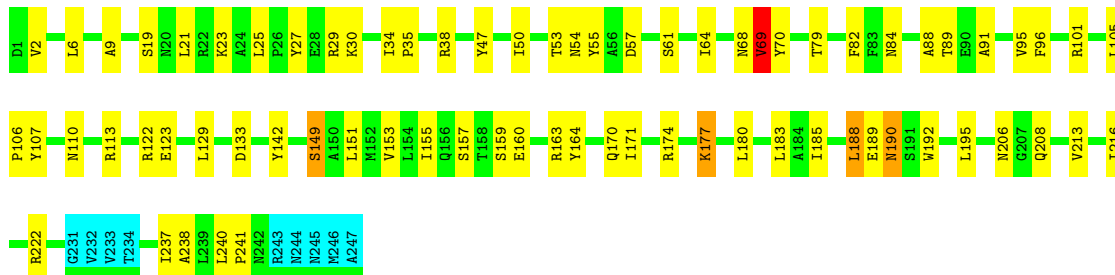 D1 V2 L6 A9 S19 N20 L21 R22 K23 A24 L25 P26 Y27 E28 R29 K30 I34 P35 R38 Y47 I50 T53 N54 Y55 A56 D57 S61 I64 N68 V69 Y70 T79 F82 F83 N84 A88 T89 E90 A91 V95 F96 R101 L105
P106 Y107 N110 R113 R122 E123 L129 D133 Y142 S149 A150 L151 M152 V153 L154 I155 Q156 S157 T158 S159 E160 R163 Y164 Q170 I171 R174 K177 L180 L183 A184 I185 L188 E189 N190 S191 W192 L195 N206 G207 Q208 V213 I216
R222 G231 V232 V233 T234 I237 A238 L239 L240 P241 N242 R243 N244 N245 M246 A247